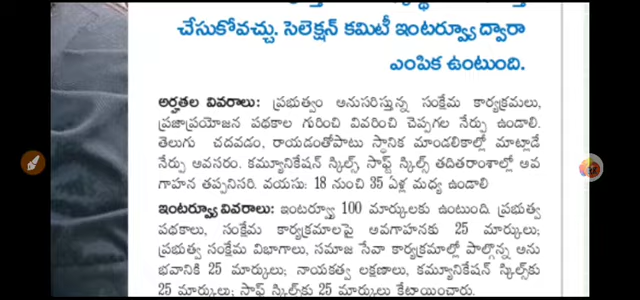 చేసుకోవచ్చు. సెలెక్షన్ కమిటీ ఇంటర్వ్యూ ద్వారా
ఎంపిక ఉంటుంది.
అర్హతల వివరాలు: ప్రభుత్వం అనుసరిస్తున్న సంక్షేమ కార్యక్రమలు,
ప్రజాప్రయోజన పథకాల గురించి వివరించి చెప్పగల నేర్పు ఉండాలి.
తెలుగు చదవడం, రాయడంతోపాటు స్థానిక మాండలికాల్లో మాట్లాడే
నేర్పు అవసరం. కమ్యూనికేషన్ స్కిల్స్, సాఫ్ట్ స్కిల్స్ తదితరాంశాల్లో అవ
గాహన తప్పనిసరి. వయసు: 18 నుంచి 35 ఏళ్ల మధ్య ఉండాలి
ఇంటర్వ్యూ వివరాలు: ఇంటర్వ్యూ 100 మార్కులకు ఉంటుంది. ప్రభుత్వ
పథకాలు, సంక్షేమ కార్యక్రమాలపై అవగాహనకు 25 మార్కులు;
ప్రభుత్వ సంక్షేమ విభాగాలు, సమాజ సేవా కార్యక్రమాల్లో పాల్గొన్న అను
భవానికి 25 మార్కులు; నాయకత్వ లక్షణాలు, కమ్యూనికేషన్ స్కిల్స్‌కు
25 మార్కులు; సాఫ్ట్ స్కిల్స్‌కు 25 మార్కులు కేటాయించారు.